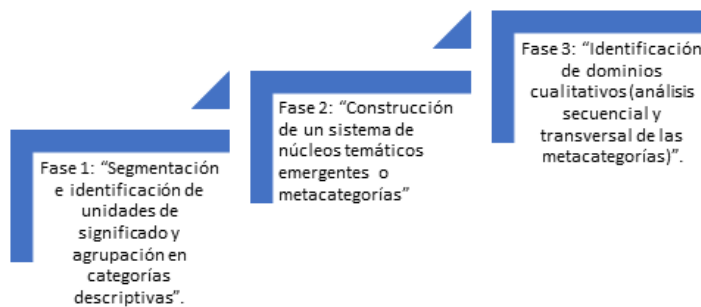 Fase 1: “Segmentación
e identificación de
unidades de
significado y
agrupación en
categorías
descriptivas”.
Fase 2: “Construcción
de un sistema de
núcleos temáticos
emergentes o
metacategorías”
Fase 3: “Identificación
de dominios
cualitativos (análisis
secuencial y
transversal de las
metacategorías)”.